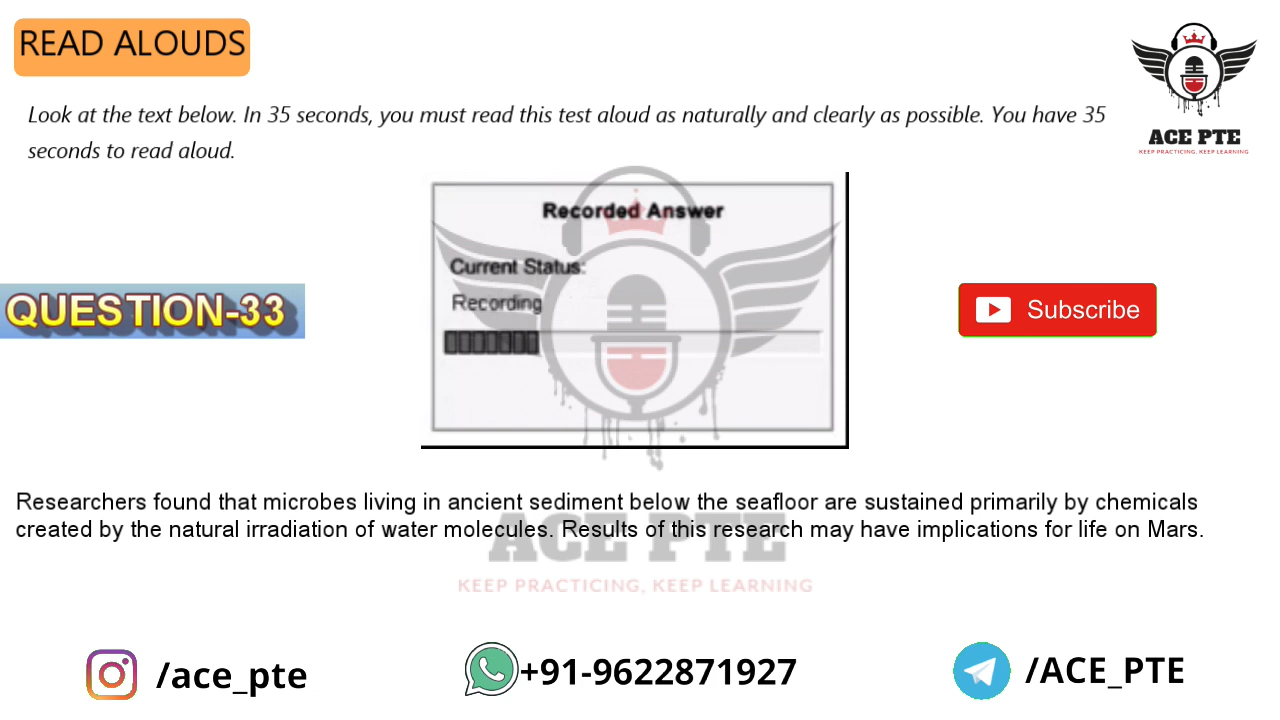 READ ALOUDS
ACE PTE
KEEP PRACTICING, KEEP LEARNING
Look at the text below. In 35 seconds, you must read this test aloud as naturally and clearly as possible. You have 35
seconds to read aloud.
Recorded Answer
Current Status:
Recording
QUESTION-33
Subscribe
Researchers found that microbes living in ancient sediment below the seafloor are sustained primarily by chemicals
created by the natural irradiation of water molecules. Results of this research may have implications for life on Mars.
ACE PTE
KEEP PRACTICING, KEEP LEARNING
/ace_pte
+91-9622871927
/ACE_PTE